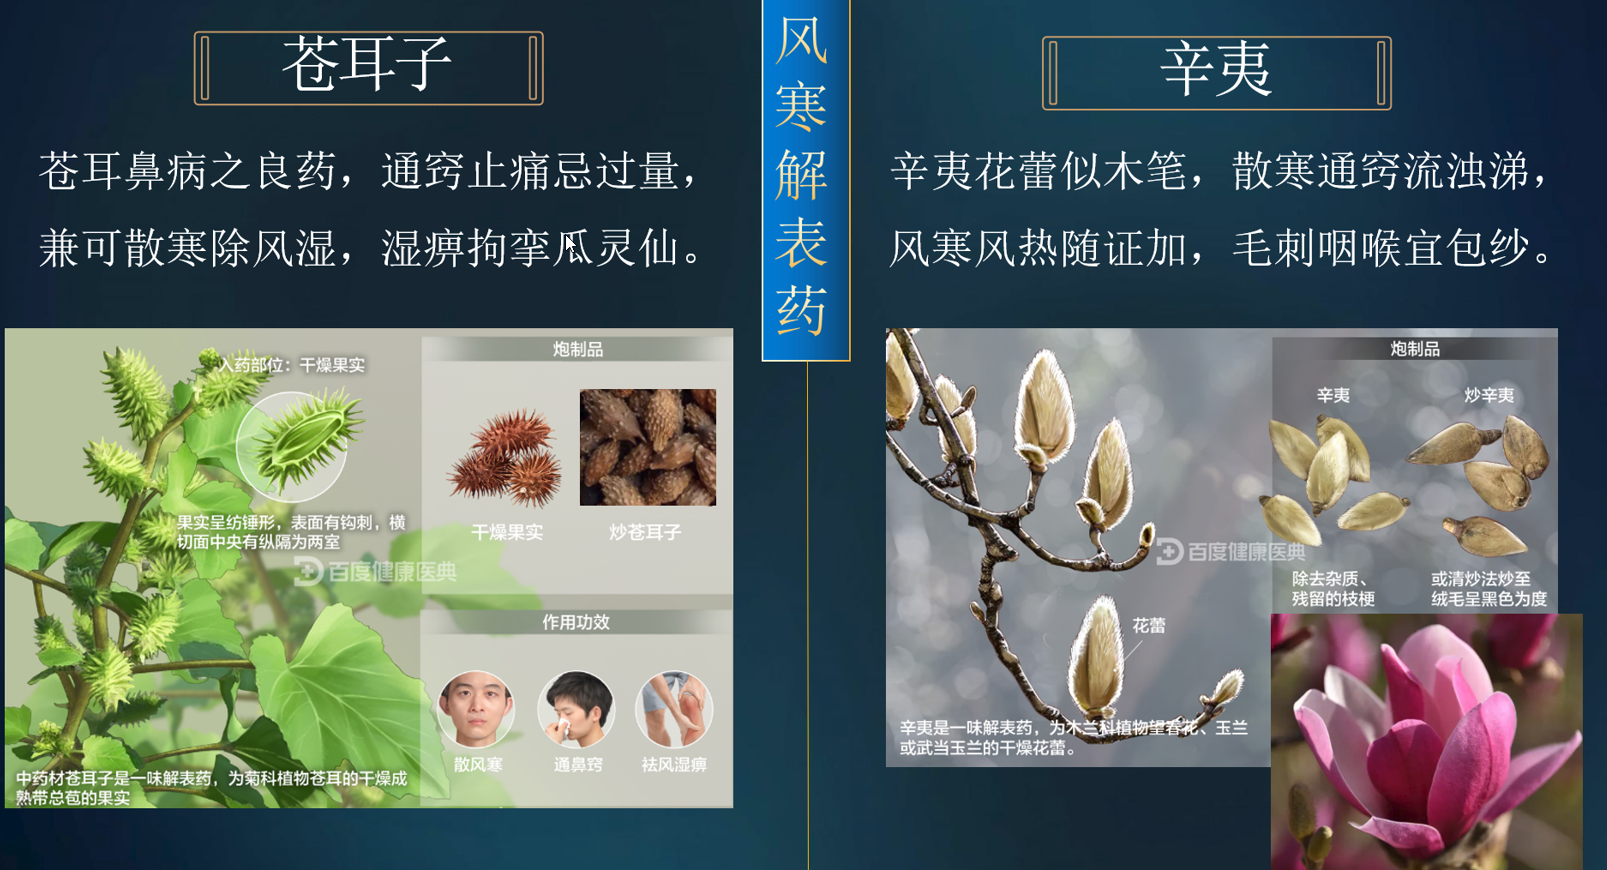 苍耳子
苍耳鼻病之良药，通窍止痛忌过量，
兼可散寒除风湿，湿痹拘挛瓜灵仙。
入药部位：干燥果实
果实呈纺锤形，表面有钩刺，横
切面中央有纵隔为两室
百度健康医典
中药材苍耳子是一味解表药，为菊科植物苍耳的干燥成
熟带总苞的果实
炮制品
干燥果实
炒苍耳子
作用功效
散风寒
通鼻窍
祛风湿痹
风寒解表药
辛夷
辛夷花蕾似木笔，散寒通窍流浊涕，
风寒风热随证加，毛刺咽喉宜包纱。
花蕾
百度健康医典
辛夷是一味解表药，为木兰科植物望春花、玉兰
或武当玉兰的干燥花蕾。
炮制品
辛夷
炒辛夷
除去杂质、
残留的枝梗
或清炒法炒至
绒毛呈黑色为度